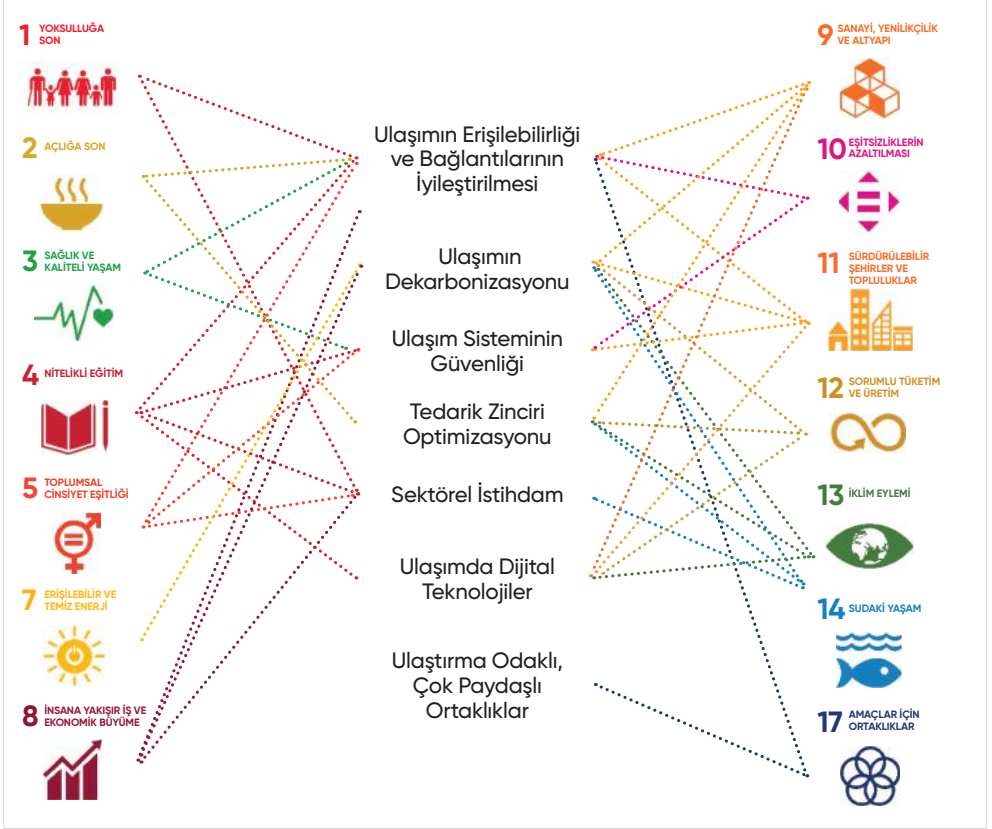 1 YOKSULLUĞA
SON
2 AÇLIĞA SON
3 SAĞLIK VE
KALİTELİ YAŞAM
4 NİTELİKLİ EĞİTİM
5 TOPLUMSAL
CİNSİYET EŞİTLİĞİ
7 ERİŞİLEBİLİR VE
TEMİZ ENERJİ
8 İNSANA YAKIŞIR İŞ VE
EKONOMİK BÜYÜME
Ulaşımın Erişilebilirliği
ve Bağlantılarının
İyileştirilmesi
Ulaşımın
Dekarbonizasyonu
Ulaşım Sisteminin
Güvenliği
Tedarik Zinciri
Optimizasyonu
Sektörel İstihdam
Ulaşımda Dijital
Teknolojiler
Ulaştırma Odaklı,
Çok Paydaşlı
Ortaklıklar
9 SANAYİ, YENİLİKÇİLİK
VE ALTYAPI
10 EŞİTSİZLİKLERİN
AZALTILMASI
11 SÜRDÜRÜLEBİLİR
ŞEHİRLER VE
TOPLULUKLAR
12 SORUMLU TÜKETİM
VE ÜRETİM
13 İKLİM EYLEMİ
14 SUDAKİ YAŞAM
17 AMAÇLAR İÇİN
ORTAKLIKLAR